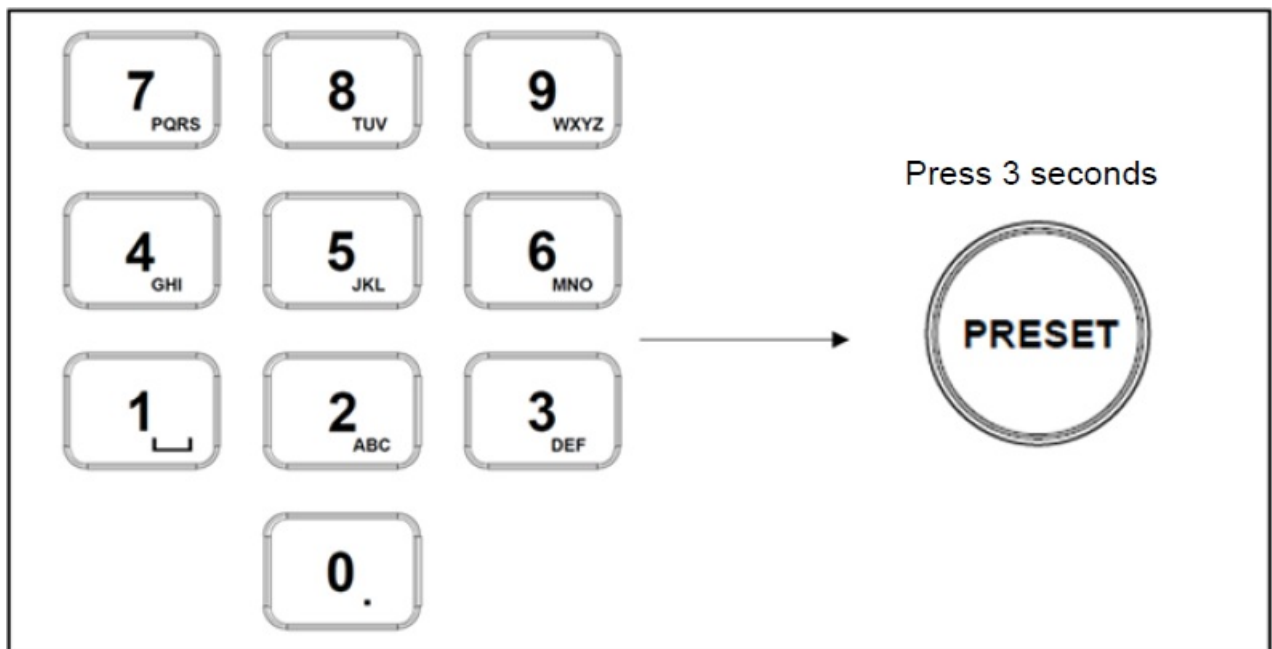 7 PQRS 8 TUV 9 WXYZ
Press 3 seconds
4 GHI 5 JKL 6 MNO
PRESET
1 2 ABC 3 DEF
0 .